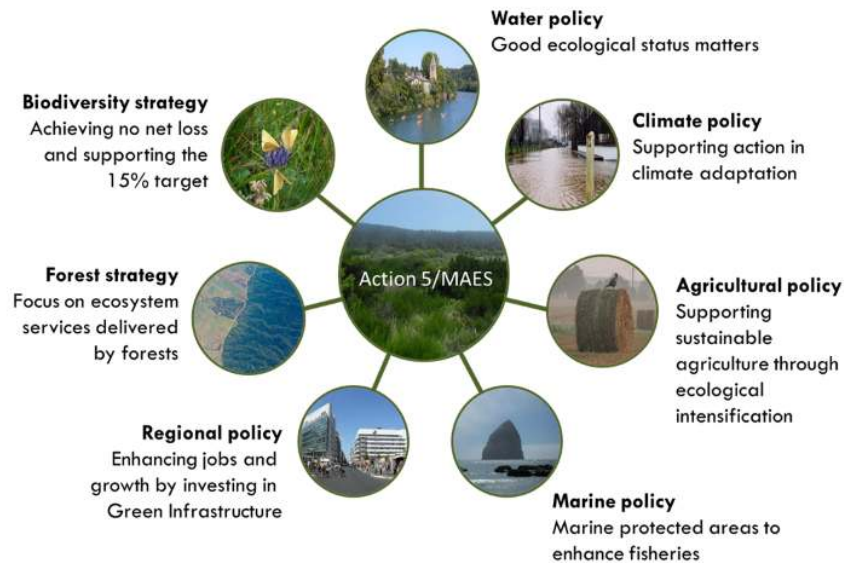 Water policy
Good ecological status matters
Climate policy
Supporting action in
climate adaptation
Agricultural policy
Supporting
sustainable
agriculture through
ecological
intensification
Marine policy
Marine protected areas to
enhance fisheries
Regional policy
Enhancing jobs and
growth by investing in
Green Infrastructure
Forest strategy
Focus on ecosystem
services delivered
by forests
Biodiversity strategy
Achieving no net loss
and supporting the
15% target
Action 5/MAES